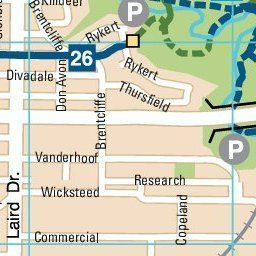 Kilbeer
Rykert
P
Brentcliffe
26
Divadale
Don Avon
Rykert
Thursfield
Brentcliffe
P
Vanderhoof
Research
Wicksteed
Laird Dr.
Copeland
Commercial